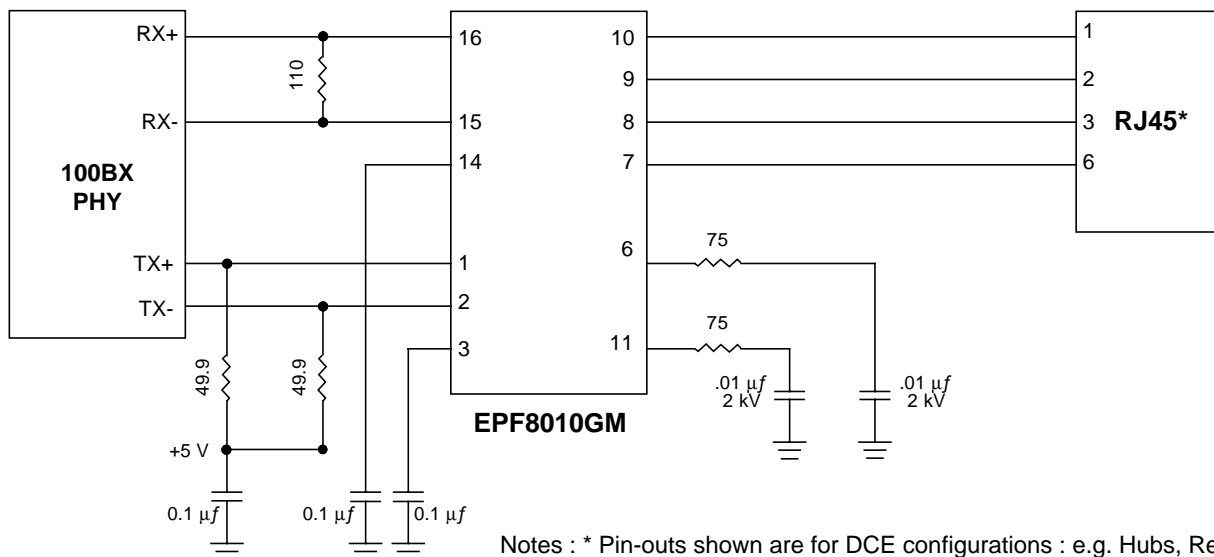 RX+
16
10
1
110
9
2
RX-
15
8
3
RJ45*
14
7
6
100BX
PHY
6
75
TX+
1
TX-
2
75
3
11
49.9
49.9
.01 µf
2 kV
.01 µf
2 kV
EPF8010GM
+5 V
0.1 µf
0.1 µf
0.1 µf
Notes : * Pin-outs shown are for DCE configurations : e.g. Hubs,